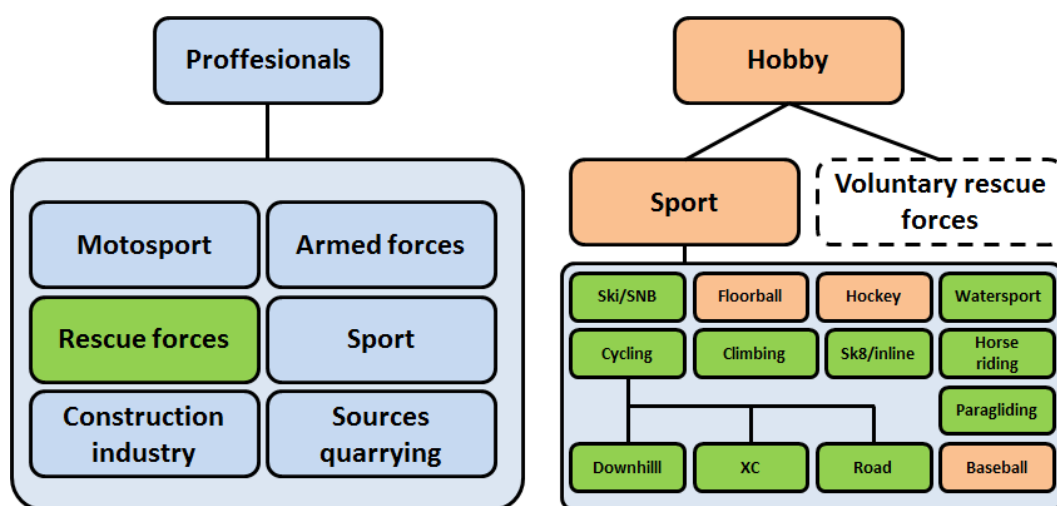 Proffesionals
Motosport
Armed forces
Rescue forces
Sport
Construction
industry
Sources
quarrying
Hobby
Sport
Voluntary rescue
forces
Ski/SNB
Floorball
Hockey
Watersport
Cycling
Climbing
Sk8/inline
Horse
riding
Paragliding
Downhilll
XC
Road
Baseball